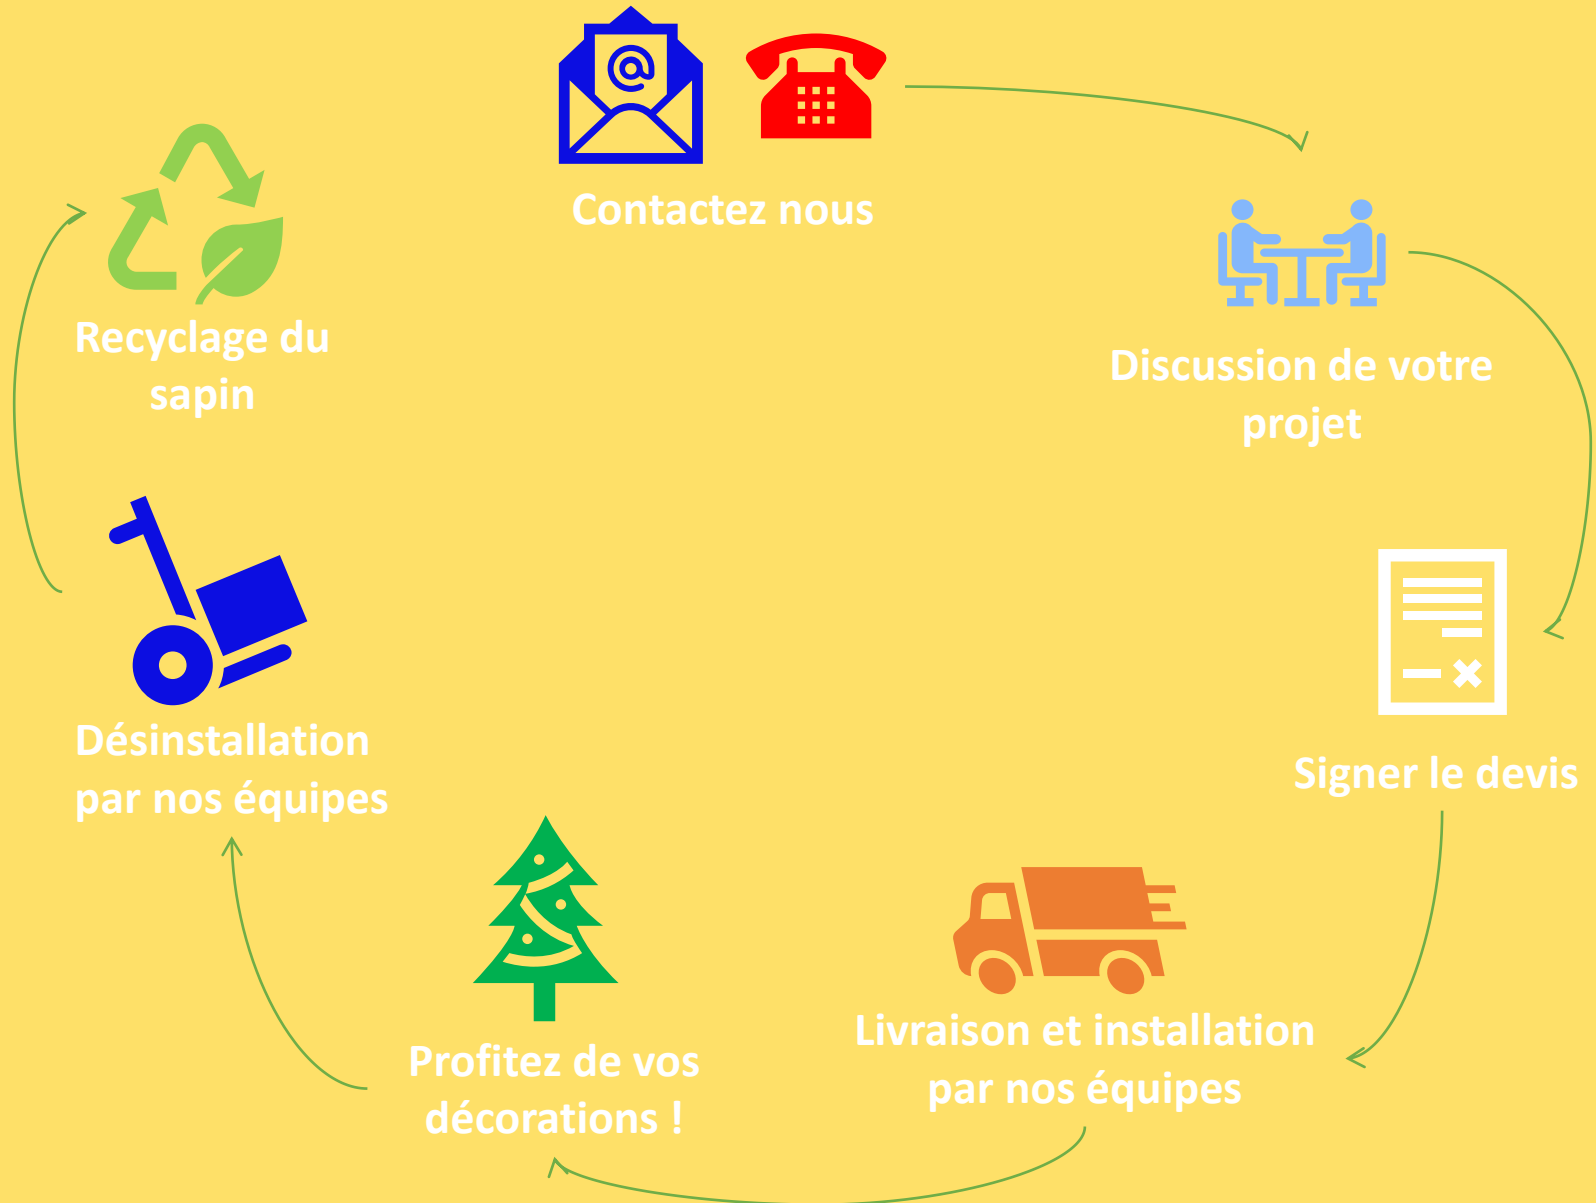 @
Contactez nous
Discussion de votre
projet
Signer le devis
Livraison et installation
par nos équipes
Profitez de vos
décorations !
Désinstallation
par nos équipes
Recyclage du
sapin